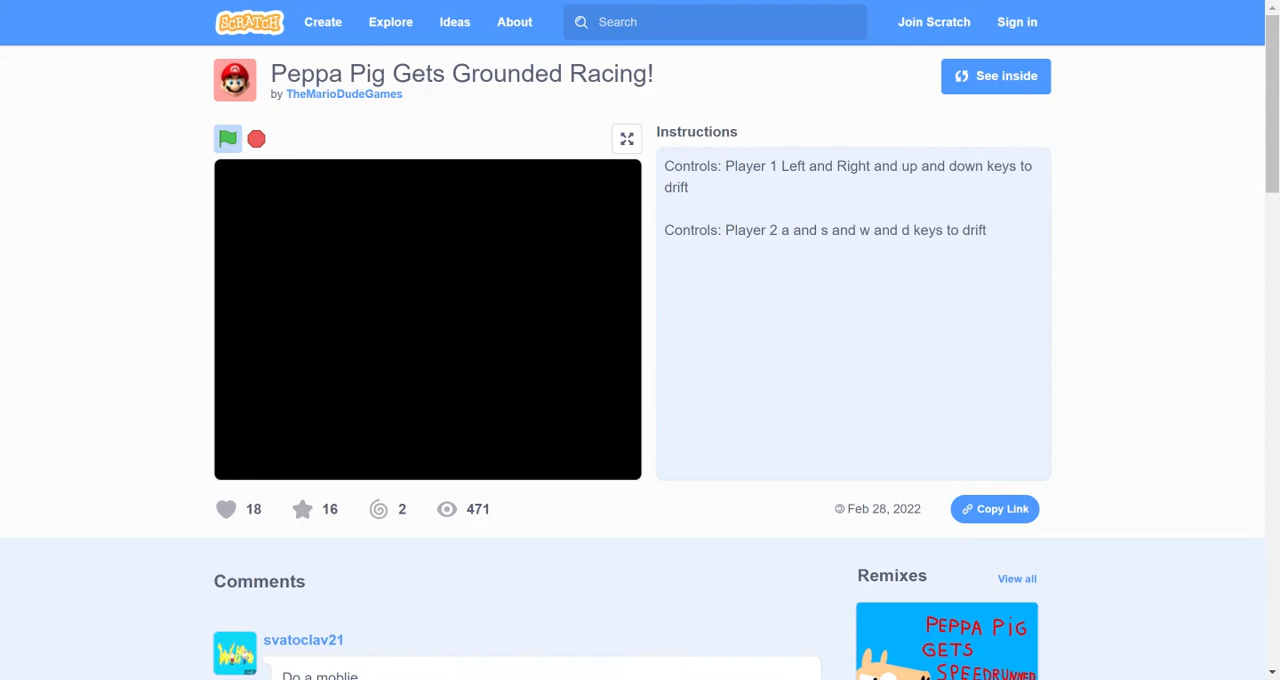 SCRATCH Create Explore Ideas About Search Join Scratch Sign in
Peppa Pig Gets Grounded Racing!
by TheMarioDudeGames
See inside
Instructions
Controls: Player 1 Left and Right and up and down keys to
drift
Controls: Player 2 a and s and w and d keys to drift
18 16 2 471
Feb 28, 2022 Copy Link
Comments
Remixes View all
svatoclav21
Do a moblie
PEPPA PIG
GETS
SPEEDRUNNED